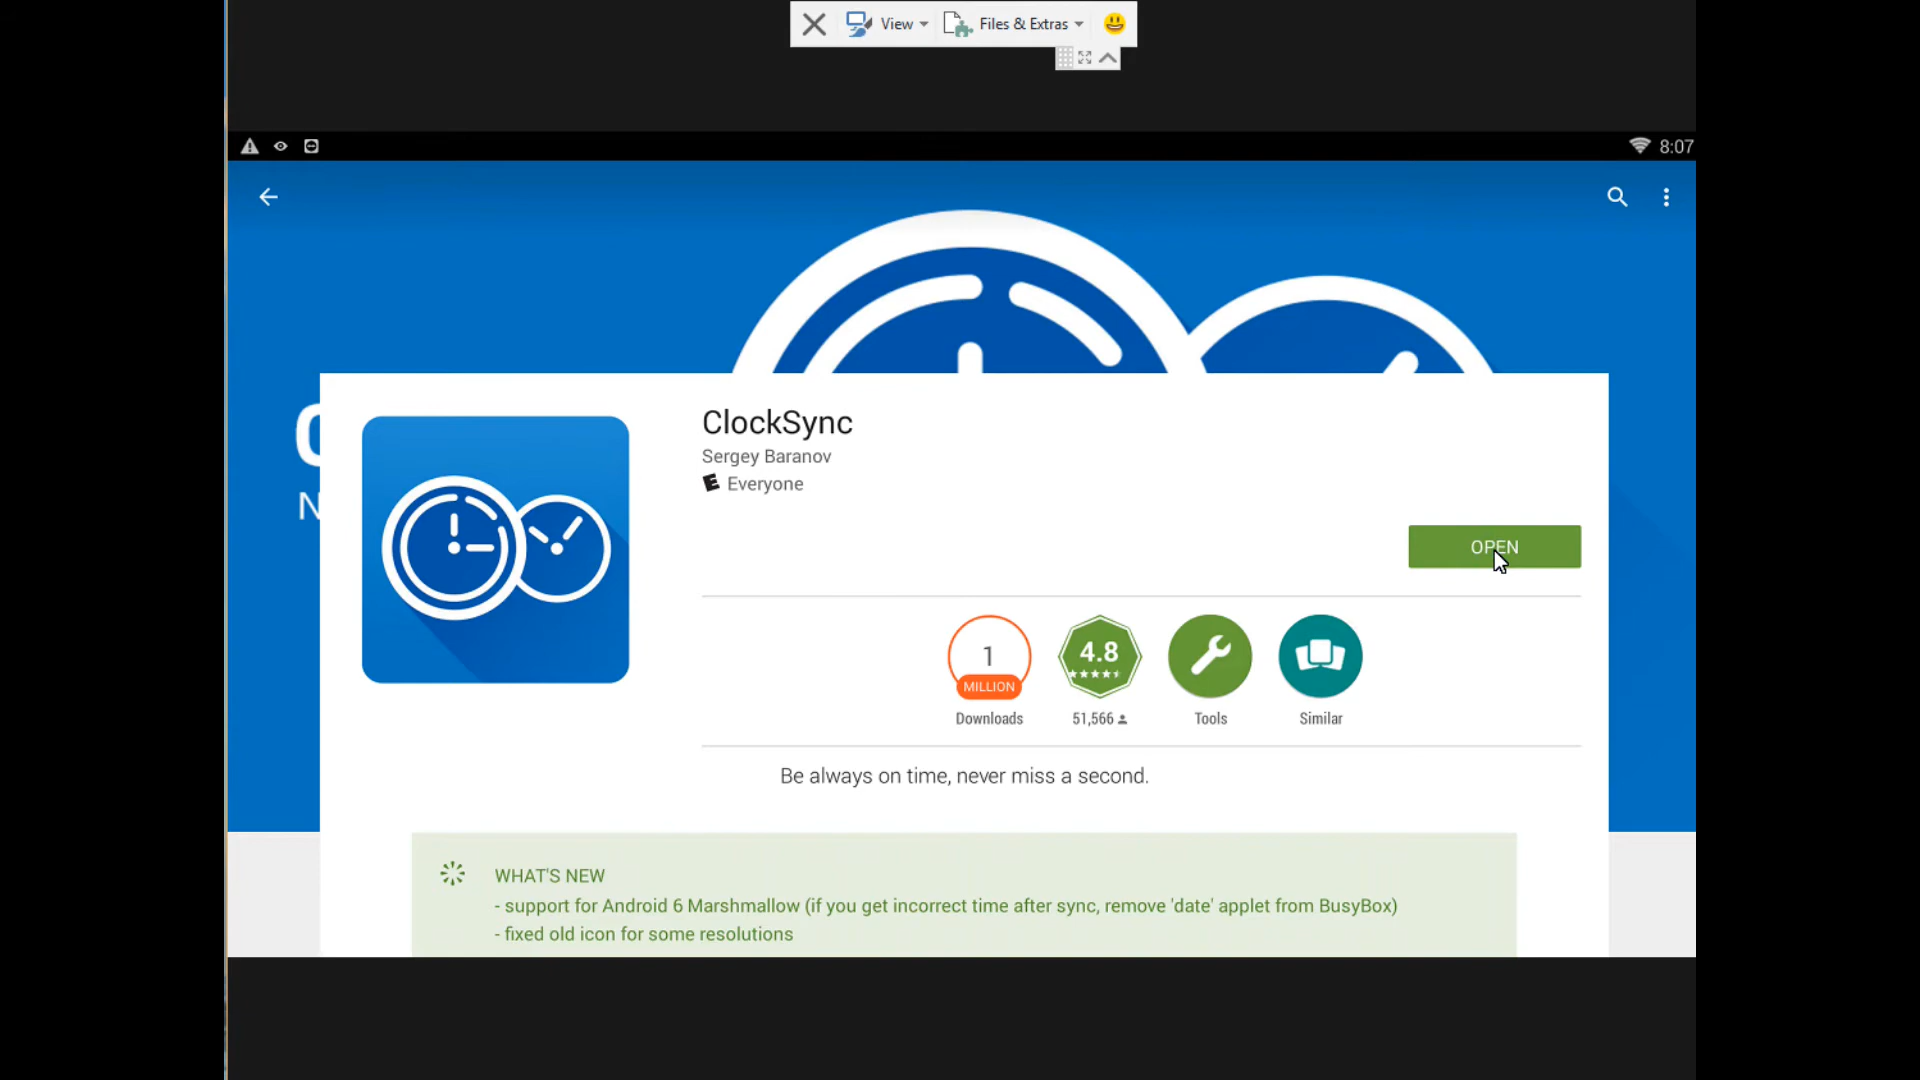 View
Files & Extras
8:07
ClockSync
Sergey Baranov
E Everyone
OPEN
1
MILLION
Downloads
4.8
51,566
Tools
Similar
Be always on time, never miss a second.
WHAT'S NEW
- support for Android 6 Marshmallow (if you get incorrect time after sync, remove 'date' applet from BusyBox)
- fixed old icon for some resolutions